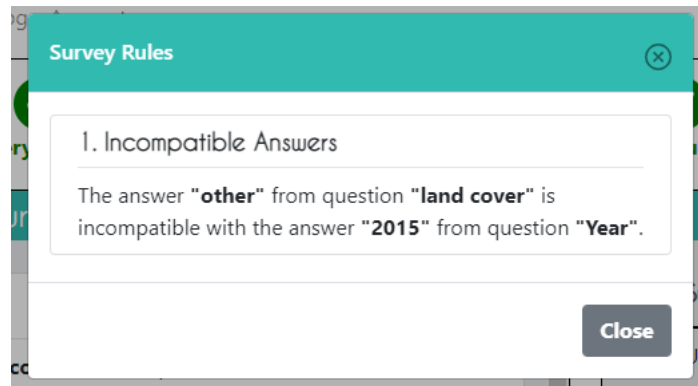 Survey Rules
1. Incompatible Answers
The answer "other" from question "land cover" is
incompatible with the answer "2015" from question "Year".
Close